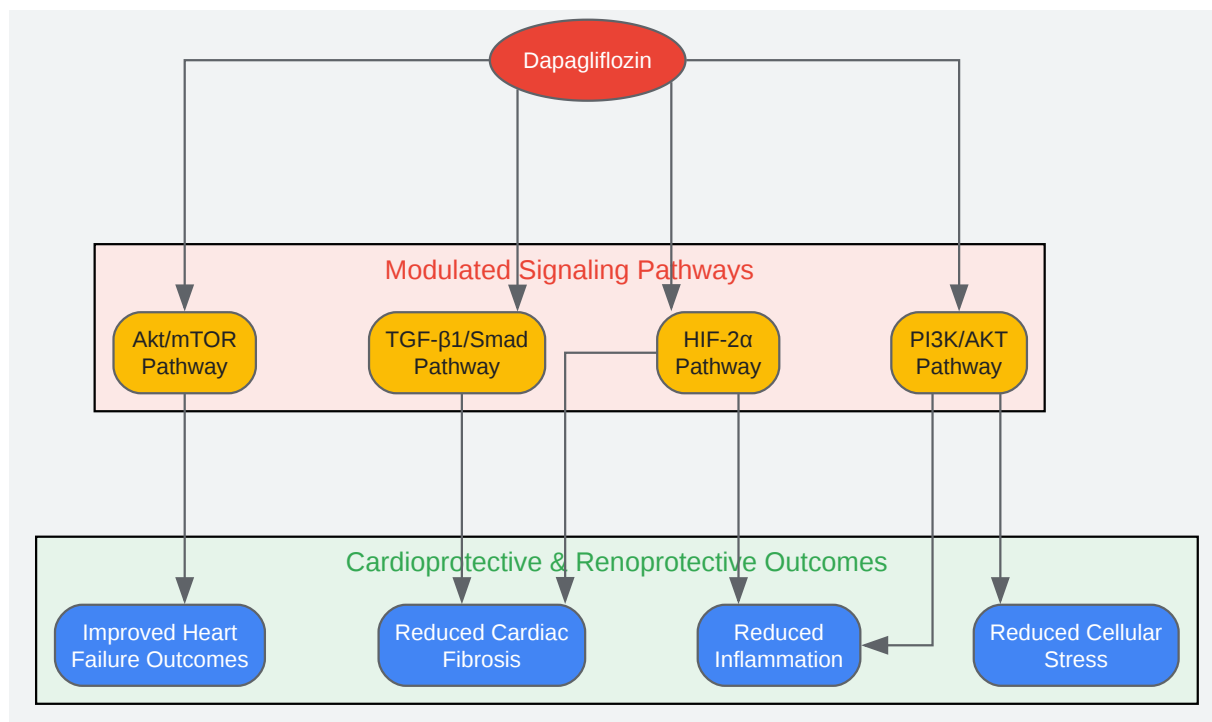 Dapagliflozin
Modulated Signaling Pathways
Akt/mTOR
Pathway
TGF-β1/Smad
Pathway
HIF-2α
Pathway
PI3K/AKT
Pathway
Cardioprotective & Renoprotective Outcomes
Improved Heart
Failure Outcomes
Reduced Cardiac
Fibrosis
Reduced
Inflammation
Reduced Cellular
Stress